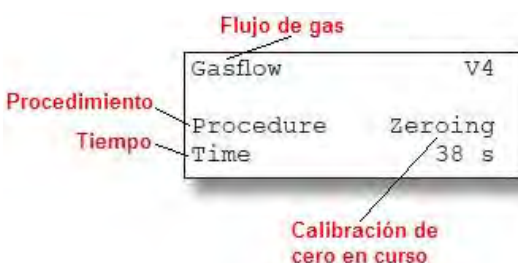 Flujo de gas
Gasflow V4
Procedimiento
Procedure Zeroing
Tiempo
Time 38 s
Calibración de
cero en curso